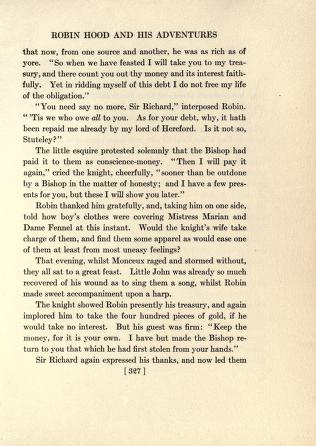 ROBIN HOOD AND HIS ADVENTURES
that now, from one source and another, he was as rich as of
yore. "So when we have feasted I will take you to my trea-
sury, and there count you out thy money and its interest faith-
fully. Yet in ridding myself of this debt I do not free my life
of the obligation."
"You need say no more, Sir Richard," interposed Robin.
"'Tis we who owe all to you. As for your debt, why, it hath
been repaid me already by my lord of Hereford. Is it not so,
Stuteley?"
The little esquire protested solemnly that the Bishop had
paid it to them as conscience-money. "Then I will pay it
again," cried the knight, cheerfully, "sooner than be outdone
by a Bishop in the matter of honesty; and I have a few pres-
ents for you, but these I will show you later."
Robin thanked him gratefully, and, taking him on one side,
told how boy's clothes were covering Mistress Marian and
Dame Fennel at this instant. Would the knight's wife take
charge of them, and find them some apparel as would ease one
of them at least from most uneasy feelings?
That evening, whilst Monceux raged and stormed without,
they all sat to a great feast. Little John was already so much
recovered of his wound as to sing them a song, whilst Robin
made sweet accompaniment upon a harp.
The knight showed Robin presently his treasury, and again
implored him to take the four hundred pieces of gold, if he
would take no interest. But his guest was firm: "Keep the
money, for it is your own. I have but made the Bishop re-
turn to you that which he had first stolen from your hands."
Sir Richard again expressed his thanks, and now led them
[ 327 ]